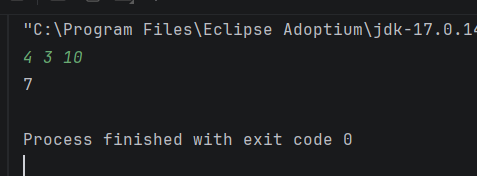 "C:\Program Files\Eclipse Adoptium\jdk-17.0.14
4 3 10
7
Process finished with exit code 0